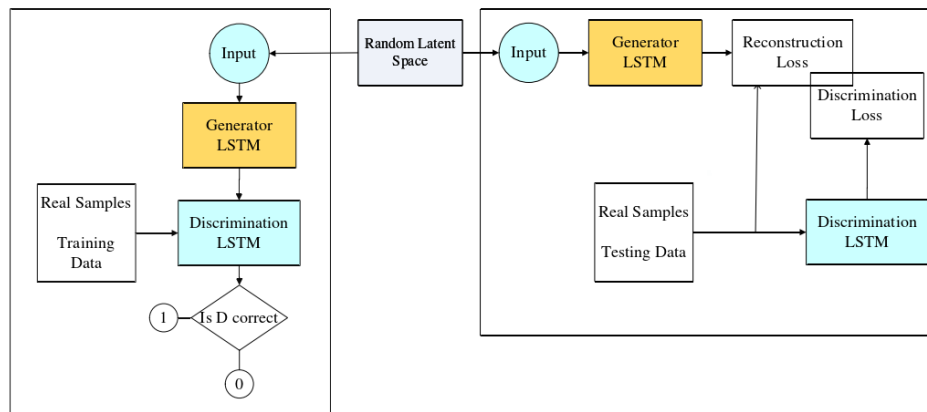 Input
Generator
LSTM
Real Samples
Training
Data
Discrimination
LSTM
1
Is D correct
0
Random Latent
Space
Input
Generator
LSTM
Reconstruction
Loss
Discrimination
Loss
Real Samples
Testing Data
Discrimination
LSTM